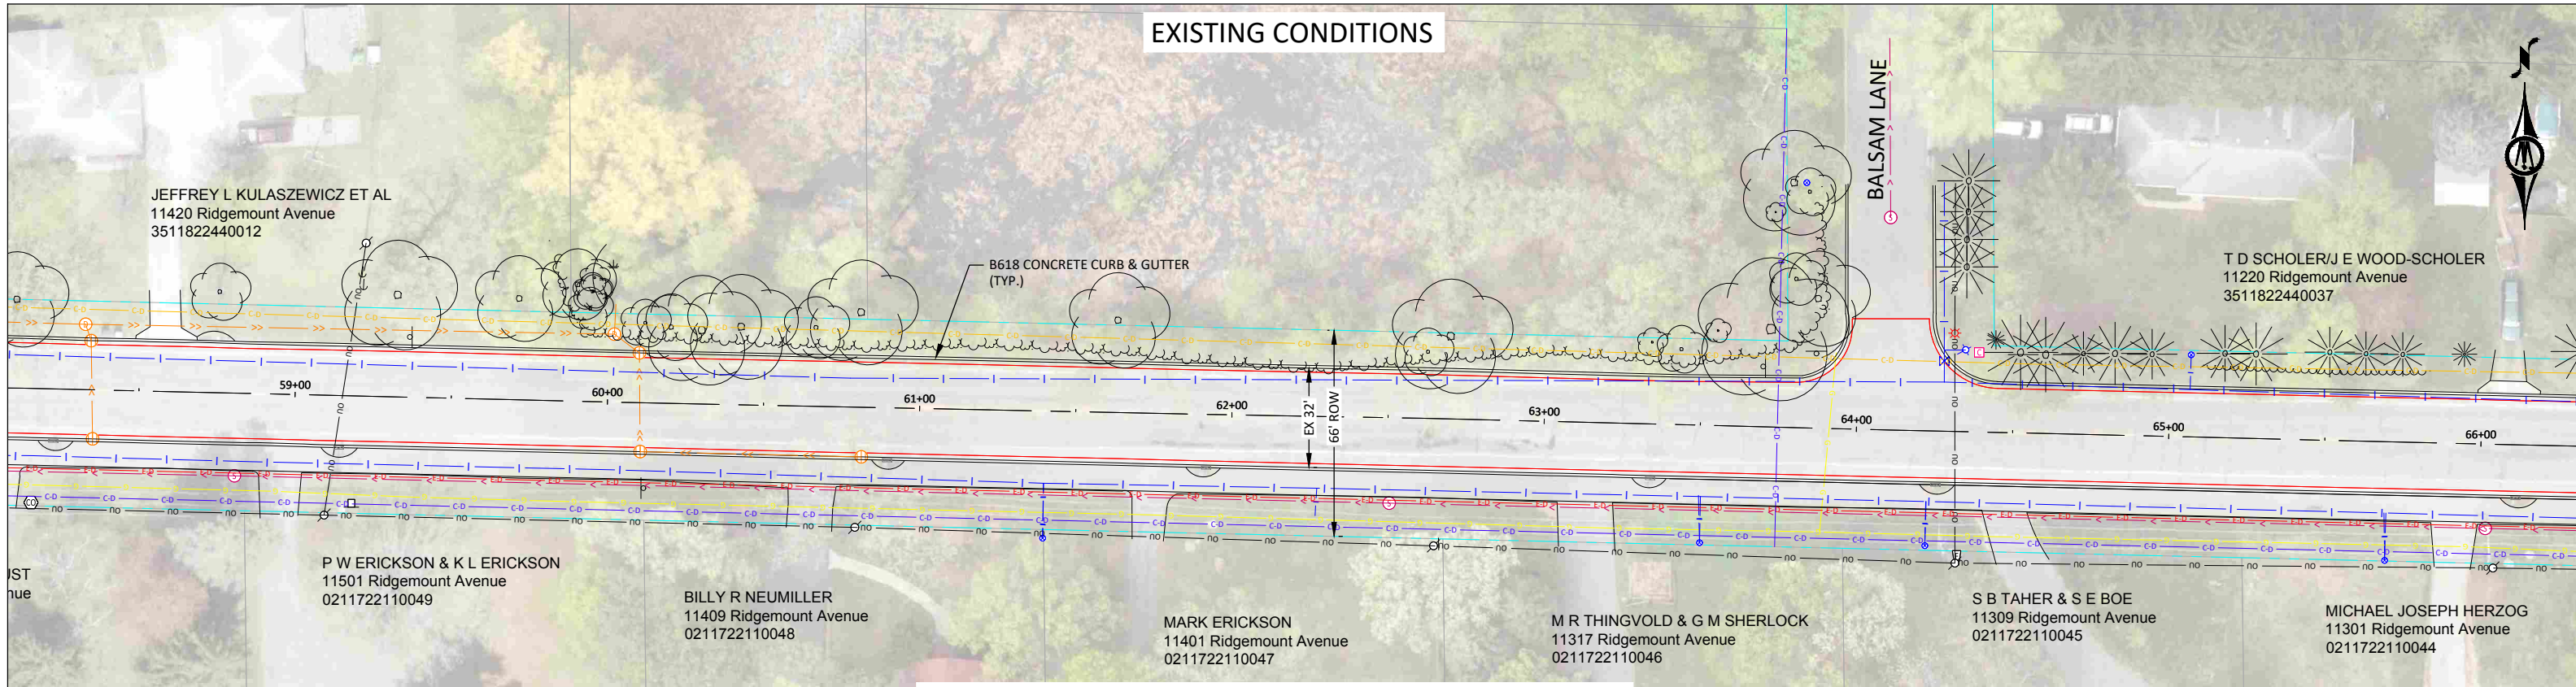 EXISTING CONDITIONS
BALSAM LANE
N
JEFFREY L KULASZEWICZ ET AL
11420 Ridgemount Avenue
3511822440012
B618 CONCRETE CURB & GUTTER
(TYP.)
T D SCHOLER/J E WOOD-SCHOLER
11220 Ridgemount Avenue
3511822440037
59+00
60+00
61+00
62+00
63+00
64+00
65+00
66+00
EX 32'
66' ROW
UST
nue
P W ERICKSON & K L ERICKSON
11501 Ridgemount Avenue
0211722110049
BILLY R NEUMILLER
11409 Ridgemount Avenue
0211722110048
MARK ERICKSON
11401 Ridgemount Avenue
0211722110047
M R THINGVOLD & G M SHERLOCK
11317 Ridgemount Avenue
0211722110046
S B TAHER & S E BOE
11309 Ridgemount Avenue
0211722110045
MICHAEL JOSEPH HERZOG
11301 Ridgemount Avenue
0211722110044